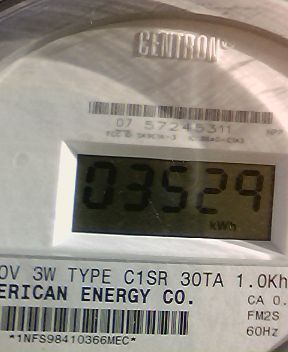 CENTRON®
07 57245311
03529
kWh
0V 3W TYPE C1SR 30TA 1.0Kh
ERICAN ENERGY CO.
CA 0.
FM2S
60Hz
*1NFS98410366MEC*